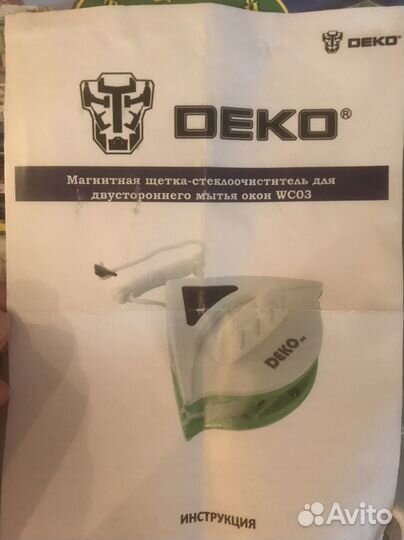 DEKO®
DEKO®
Магнитная щетка-стеклоочиститель для
двустороннего мытья окон WC03
DEKO
ИНСТРУКЦИЯ
Avito